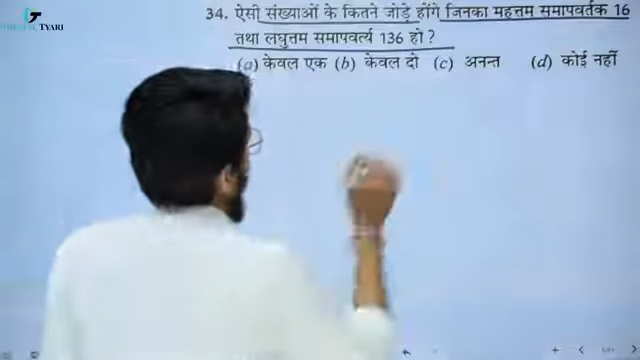 34. ऐसी संख्याओं के कितने जोड़े होंगे जिनका महत्तम समापवर्तक 16
तथा लघुत्तम समापवर्त्य 136 हो ?
(a) केवल एक (b) केवल दो (c) अनन्त (d) कोई नहीं
TYARI